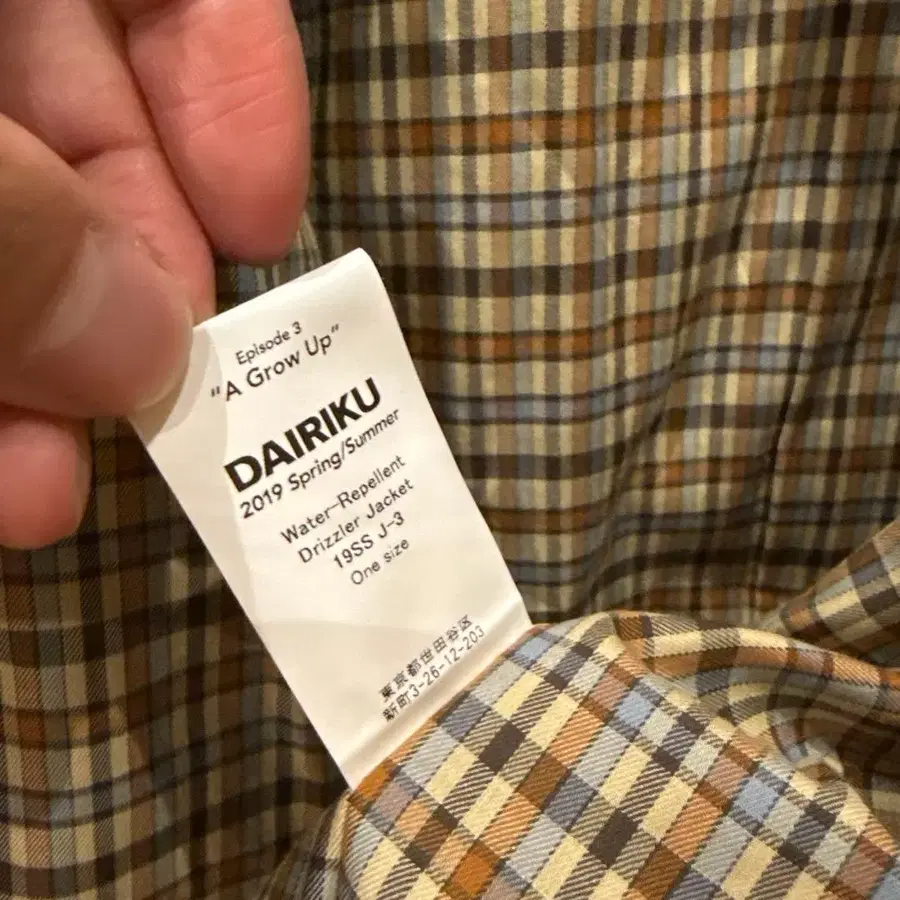 Episode 3
"A Grow Up"
DAIRIKU
2019 Spring/Summer
Water-Repellent
Drizzler Jacket
19SS J-3
One size
東京都世田谷区
新町3-26-12-203